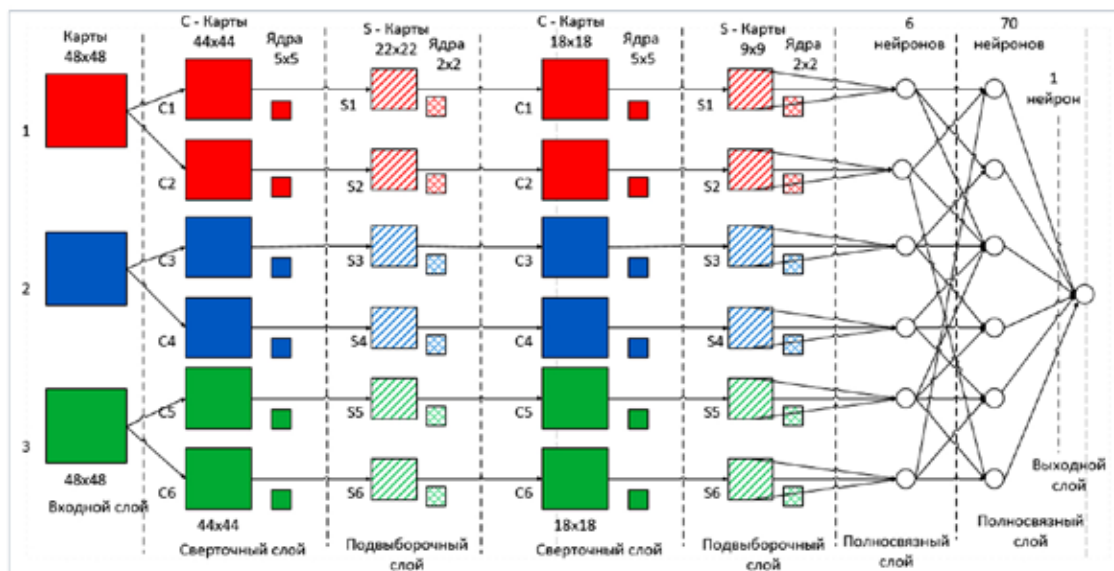 Карты
48x48
C - Карты
44x44
Ядра
5x5
S - Карты
22x22
Ядра
2x2
C - Карты
18x18
Ядра
5x5
S - Карты
9x9
Ядра
2x2
6
нейронов
70
нейронов
1
нейрон
1
2
3
C1
C2
C3
C4
C5
C6
S1
S2
S3
S4
S5
S6
C1
C2
C3
C4
C5
C6
S1
S2
S3
S4
S5
S6
48x48
Входной слой
44x44
Сверточный слой
Подвыборочный
слой
18x18
Сверточный слой
Подвыборочный
слой
Полносвязный
слой
Полносвязный
слой
Выходной
слой